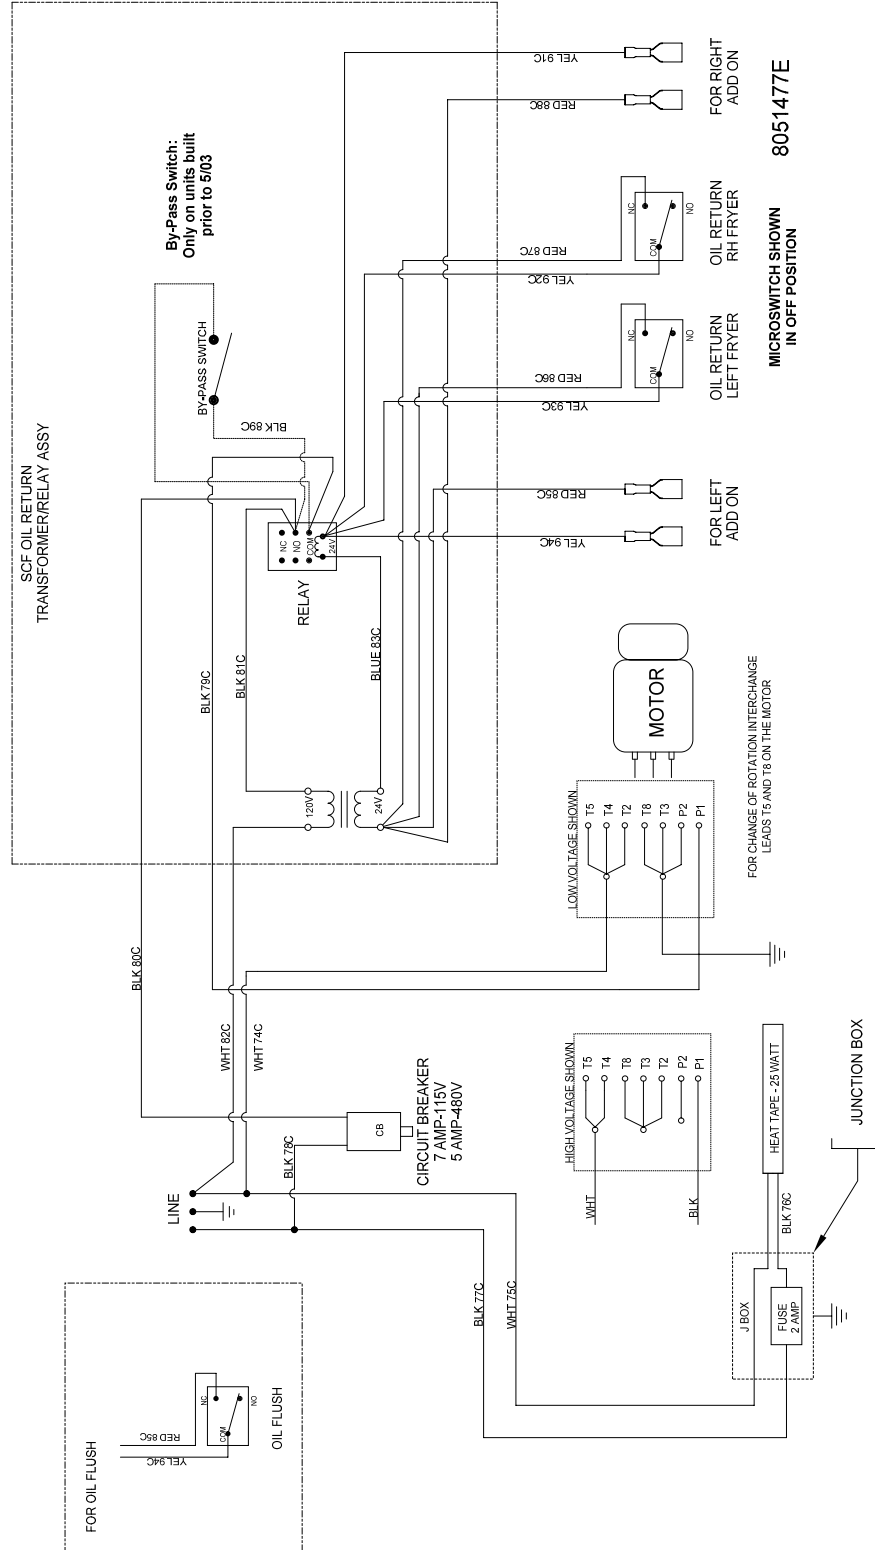 SCF OIL RETURN
TRANSFORMER/RELAY ASSY
By-Pass Switch:
Only on units built
prior to 5/03
BY-PASS SWITCH
BLK 89C
YEL 91C
RED 88C
FOR RIGHT
ADD ON
8051477E
RED 87C
YEL 92C
NC
COM
NO
OIL RETURN
RH FRYER
RED 86C
YEL 93C
NC
COM
NO
OIL RETURN
LEFT FRYER
MICROSWITCH SHOWN
IN OFF POSITION
RED 85C
YEL 94C
FOR LEFT
ADD ON
NC
NO
COM
24V
RELAY
BLK 79C
BLK 81C
BLUE 83C
120V
24V
BLK 80C
WHT 82C
WHT 74C
MOTOR
LOW VOLTAGE SHOWN
T5
T4
T2
T8
T3
P2
P1
FOR CHANGE OF ROTATION INTERCHANGE
LEADS T5 AND T8 ON THE MOTOR
HIGH VOLTAGE SHOWN
T5
T4
T8
T3
T2
P2
P1
WHT
BLK
CB
CIRCUIT BREAKER
7 AMP-115V
5 AMP-480V
BLK 78C
LINE
BLK 77C
WHT 75C
HEAT TAPE - 25 WATT
BLK 76C
JUNCTION BOX
J BOX
FUSE
2 AMP
FOR OIL FLUSH
RED 85C
YEL 94C
NC
COM
NO
OIL FLUSH